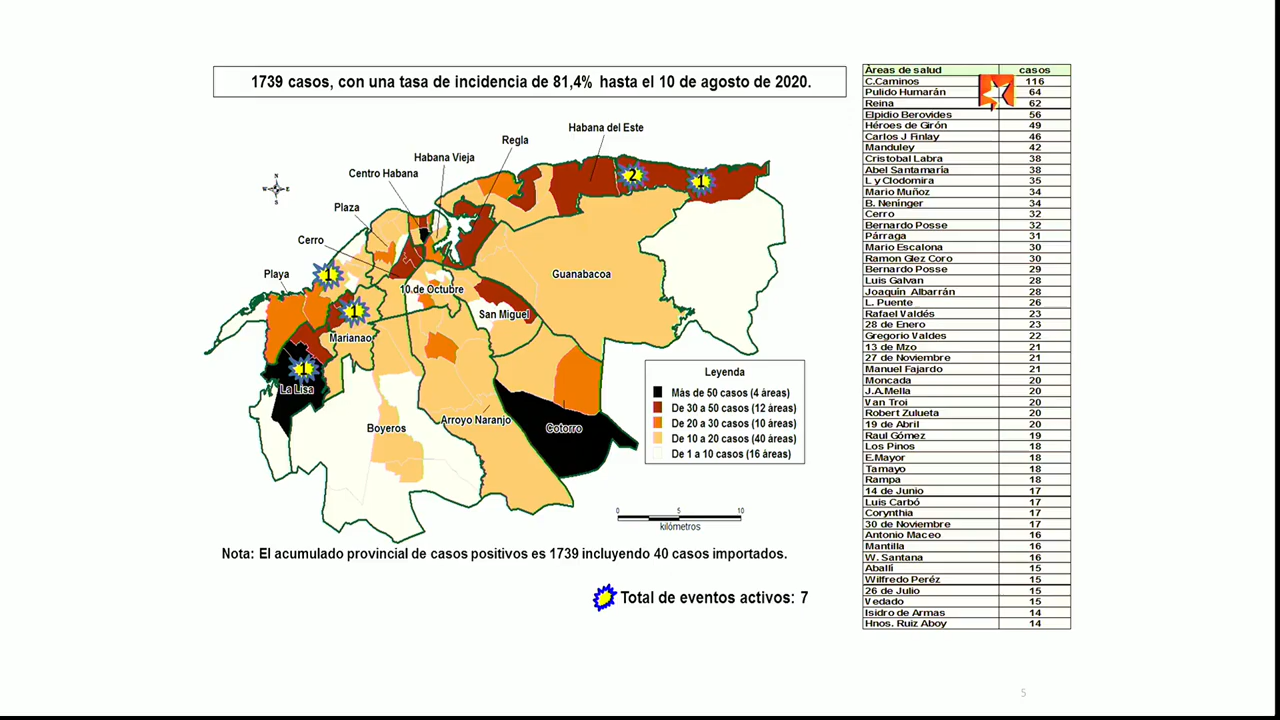 1739 casos, con una tasa de incidencia de 81,4% hasta el 10 de agosto de 2020.
Habana del Este
Regla
Habana Vieja
Centro Habana
Plaza
Cerro
Playa
N
W E
S
2
1
1
1
1
Guanabacoa
10 de Octubre
San Miguel
Marianao
La Lisa
Boyeros
Arroyo Naranjo
Cotorro
Leyenda
Más de 50 casos (4 áreas)
De 30 a 50 casos (12 áreas)
De 20 a 30 casos (10 áreas)
De 10 a 20 casos (40 áreas)
De 1 a 10 casos (16 áreas)
0 5 10
kilómetros
Nota: El acumulado provincial de casos positivos es 1739 incluyendo 40 casos importados.
Total de eventos activos: 7
Áreas de salud casos
C.Caminos 116
Pulido Humarán 64
Reina 62
Elpidio Berovides 56
Héroes de Girón 49
Carlos J Finlay 46
Manduley 42
Cristobal Labra 38
Abel Santamaría 38
L y Clodomira 35
Mario Muñoz 34
B. Neninger 34
Cerro 32
Bernardo Posse 32
Párraga 31
Mario Escalona 30
Ramon Glez Coro 30
Bernardo Posse 29
Luis Galvan 28
Joaquín Albarrán 28
L. Puente 26
Rafael Valdés 23
28 de Enero 23
Gregorio Valdes 22
13 de Mzo 21
27 de Noviembre 21
Manuel Fajardo 21
Moncada 20
J.A.Mella 20
Van Troi 20
Robert Zulueta 20
19 de Abril 20
Raul Gómez 19
Los Pinos 18
E.Mayor 18
Tamayo 18
Rampa 18
14 de Junio 17
Luis Carbó 17
Corynthia 17
30 de Noviembre 17
Antonio Maceo 16
Mantilla 16
W. Santana 16
Aballí 15
Wilfredo Peréz 15
26 de Julio 15
Vedado 15
Isidro de Armas 14
Hnos. Ruiz Aboy 14
5